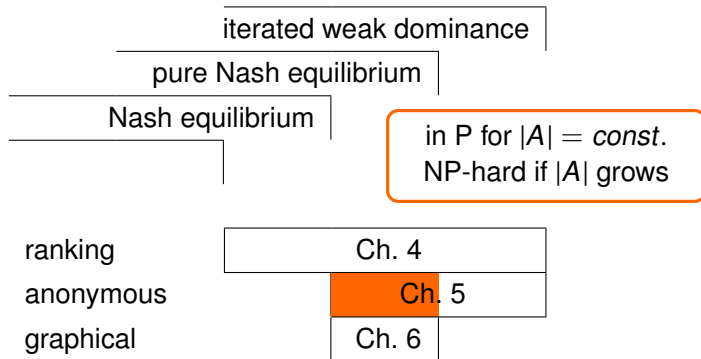 iterated weak dominance
pure Nash equilibrium
Nash equilibrium
in P for |A| = const.
NP-hard if |A| grows
ranking Ch. 4
anonymous Ch. 5
graphical Ch. 6